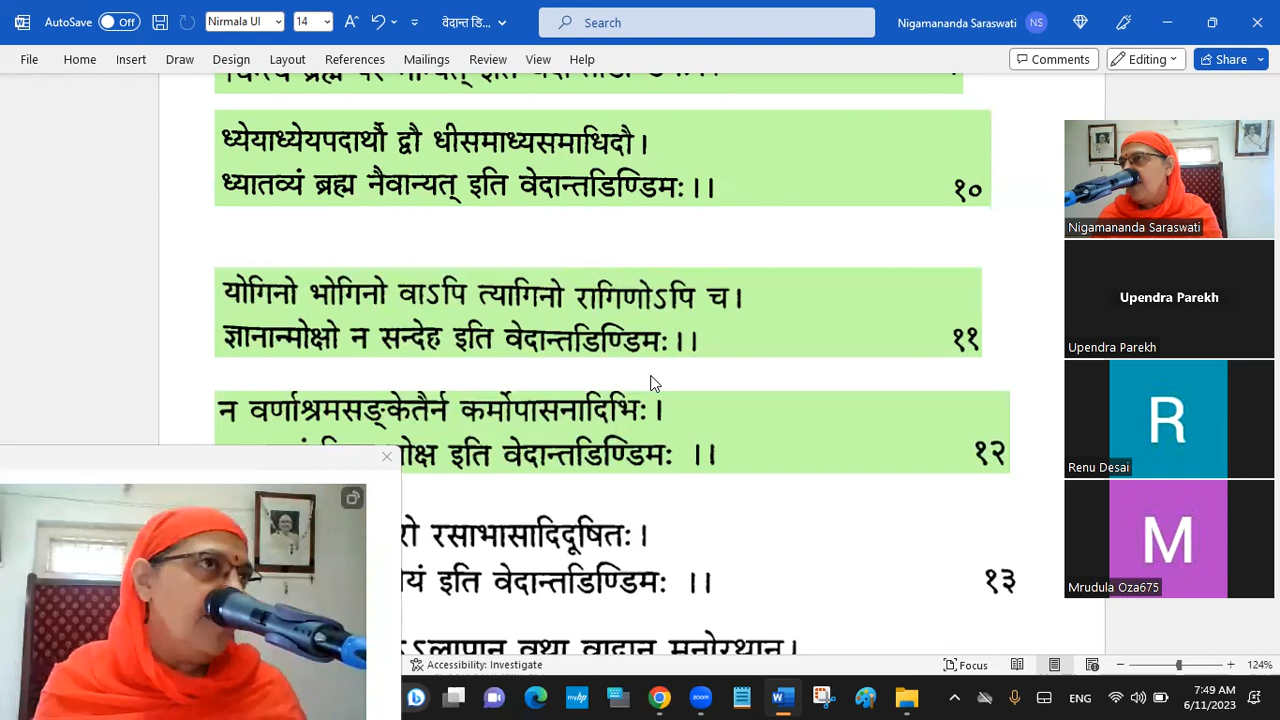 AutoSave Off Nirmala UI 14 वेदान्त डि... Search Nigamananda Saraswati NS
File Home Insert Draw Design Layout References Mailings Review View Help Comments Editing Share
ध्येयाध्येयपदार्थौ द्वौ धीसमाध्यसमाधिदौ।
ध्यातव्यं ब्रह्म नैवान्यत् इति वेदान्तडिण्डिमः।। १०
योगिनो भोगिनो वाऽपि त्यागिनो रागिणोऽपि च।
ज्ञानान्मोक्षो न सन्देह इति वेदान्तडिण्डिमः।। ११
न वर्णाश्रमसङ्केतैर्न कर्मोपासनादिभिः।
इति वेदान्तडिण्डिमः ।। १२
रसाभासादिदूषितः।
इति वेदान्तडिण्डिमः ।। १३
Nigamananda Saraswati
Upendra Parekh
Upendra Parekh
R
Renu Desai
M
Mrudula Oza675
Accessibility: Investigate Focus 124%
hp zoom W ENG 7:49 AM
6/11/2023